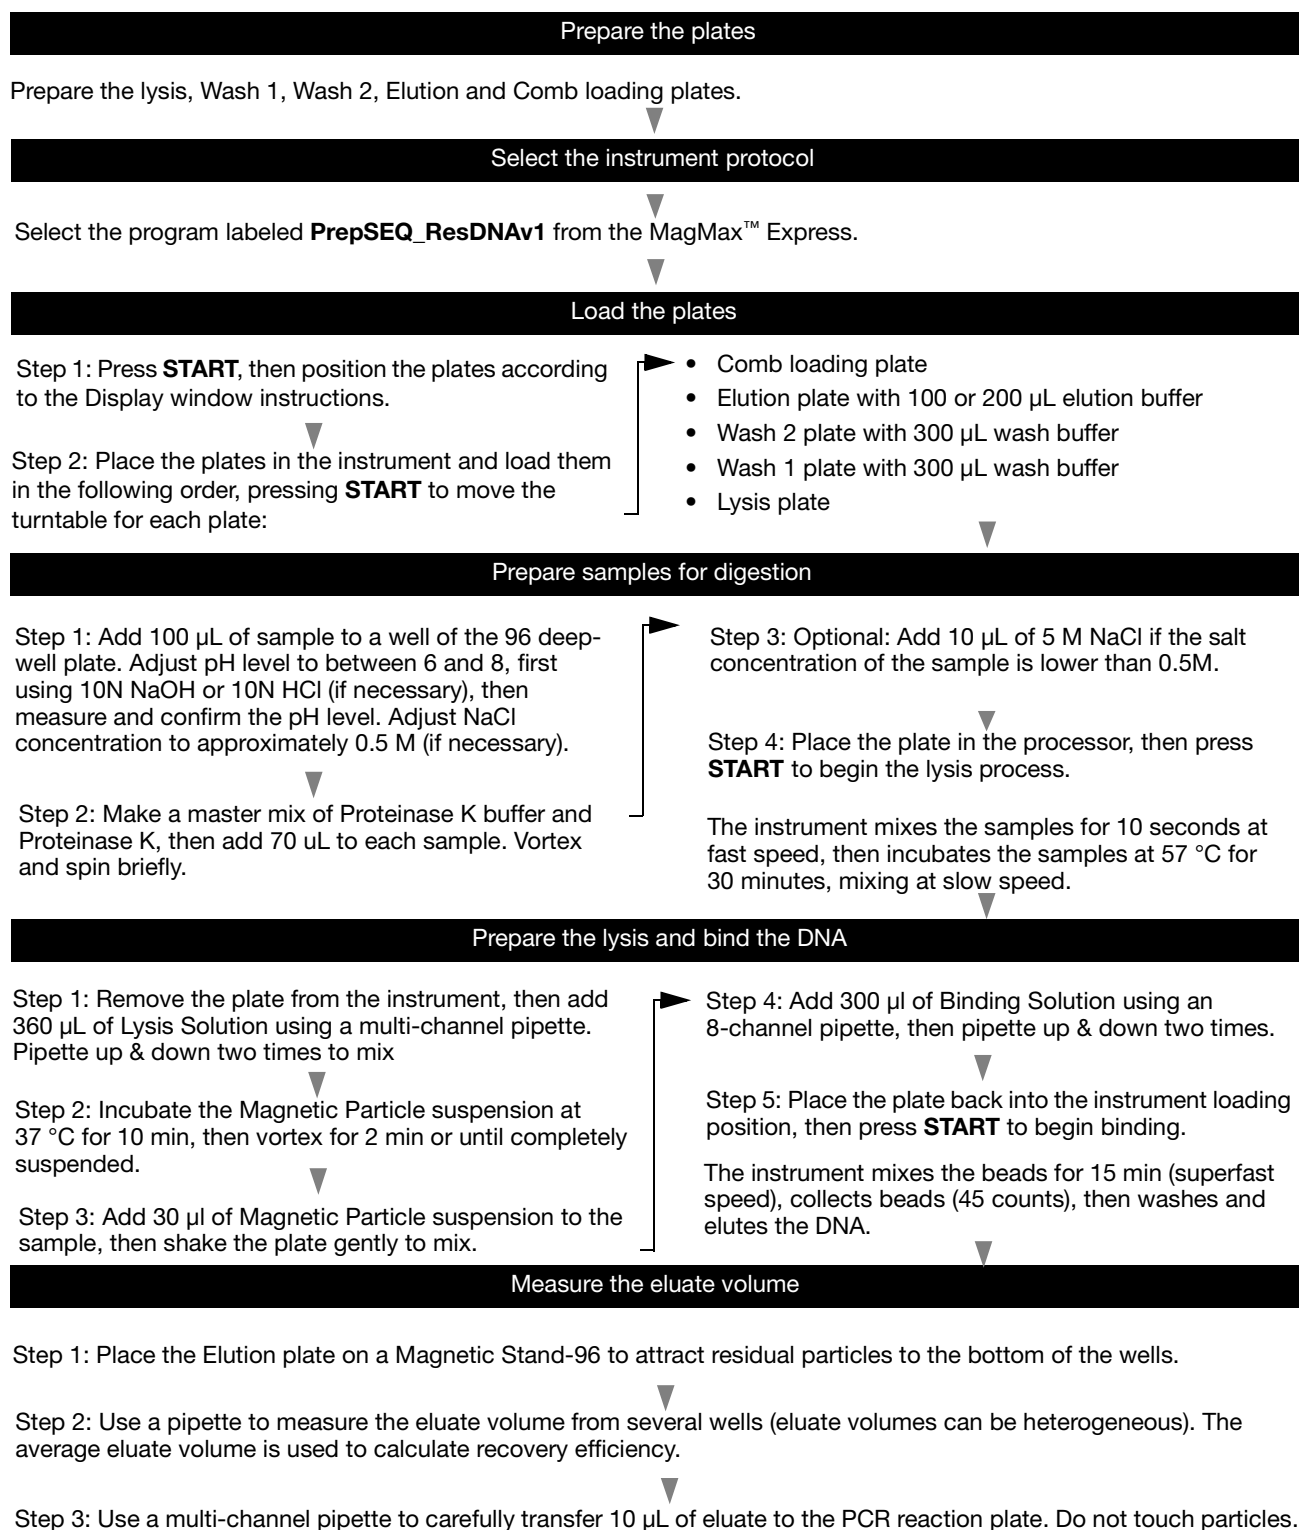 Prepare the plates
Prepare the lysis, Wash 1, Wash 2, Elution and Comb loading plates.
Select the instrument protocol
Select the program labeled PrepSEQ_ResDNAv1 from the MagMax™ Express.
Load the plates
Step 1: Press START, then position the plates according
to the Display window instructions.
Step 2: Place the plates in the instrument and load them
in the following order, pressing START to move the
turntable for each plate:
• Comb loading plate
• Elution plate with 100 or 200 µL elution buffer
• Wash 2 plate with 300 µL wash buffer
• Wash 1 plate with 300 µL wash buffer
• Lysis plate
Prepare samples for digestion
Step 1: Add 100 µL of sample to a well of the 96 deep-
well plate. Adjust pH level to between 6 and 8, first
using 10N NaOH or 10N HCl (if necessary), then
measure and confirm the pH level. Adjust NaCl
concentration to approximately 0.5 M (if necessary).
Step 2: Make a master mix of Proteinase K buffer and
Proteinase K, then add 70 uL to each sample. Vortex
and spin briefly.
Step 3: Optional: Add 10 µL of 5 M NaCl if the salt
concentration of the sample is lower than 0.5M.
Step 4: Place the plate in the processor, then press
START to begin the lysis process.
The instrument mixes the samples for 10 seconds at
fast speed, then incubates the samples at 57 °C for
30 minutes, mixing at slow speed.
Prepare the lysis and bind the DNA
Step 1: Remove the plate from the instrument, then add
360 µL of Lysis Solution using a multi-channel pipette.
Pipette up & down two times to mix
Step 2: Incubate the Magnetic Particle suspension at
37 °C for 10 min, then vortex for 2 min or until completely
suspended.
Step 3: Add 30 µl of Magnetic Particle suspension to the
sample, then shake the plate gently to mix.
Step 4: Add 300 µl of Binding Solution using an
8-channel pipette, then pipette up & down two times.
Step 5: Place the plate back into the instrument loading
position, then press START to begin binding.
The instrument mixes the beads for 15 min (superfast
speed), collects beads (45 counts), then washes and
elutes the DNA.
Measure the eluate volume
Step 1: Place the Elution plate on a Magnetic Stand-96 to attract residual particles to the bottom of the wells.
Step 2: Use a pipette to measure the eluate volume from several wells (eluate volumes can be heterogeneous). The
average eluate volume is used to calculate recovery efficiency.
Step 3: Use a multi-channel pipette to carefully transfer 10 µL of eluate to the PCR reaction plate. Do not touch particles.